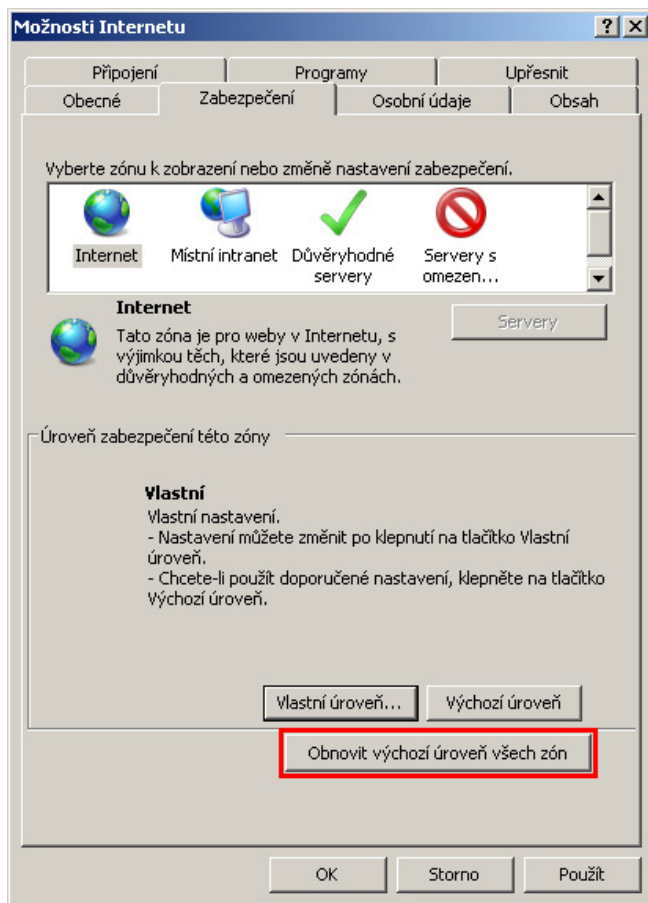 Možnosti Internetu
Připojení
Programy
Upřesnit
Obecné
Zabezpečení
Osobní údaje
Obsah
Vyberte zónu k zobrazení nebo změně nastavení zabezpečení.
Internet
Místní intranet
Důvěryhodné
servery
Servery s
omezen...
Internet
Servery
Tato zóna je pro weby v Internetu, s
výjimkou těch, které jsou uvedeny v
důvěryhodných a omezených zónách.
Úroveň zabezpečení této zóny
Vlastní
Vlastní nastavení.
- Nastavení můžete změnit po klepnutí na tlačítko Vlastní
úroveň.
- Chcete-li použít doporučené nastavení, klepněte na tlačítko
Výchozí úroveň.
Vlastní úroveň...
Výchozí úroveň
Obnovit výchozí úroveň všech zón
OK
Storno
Použít